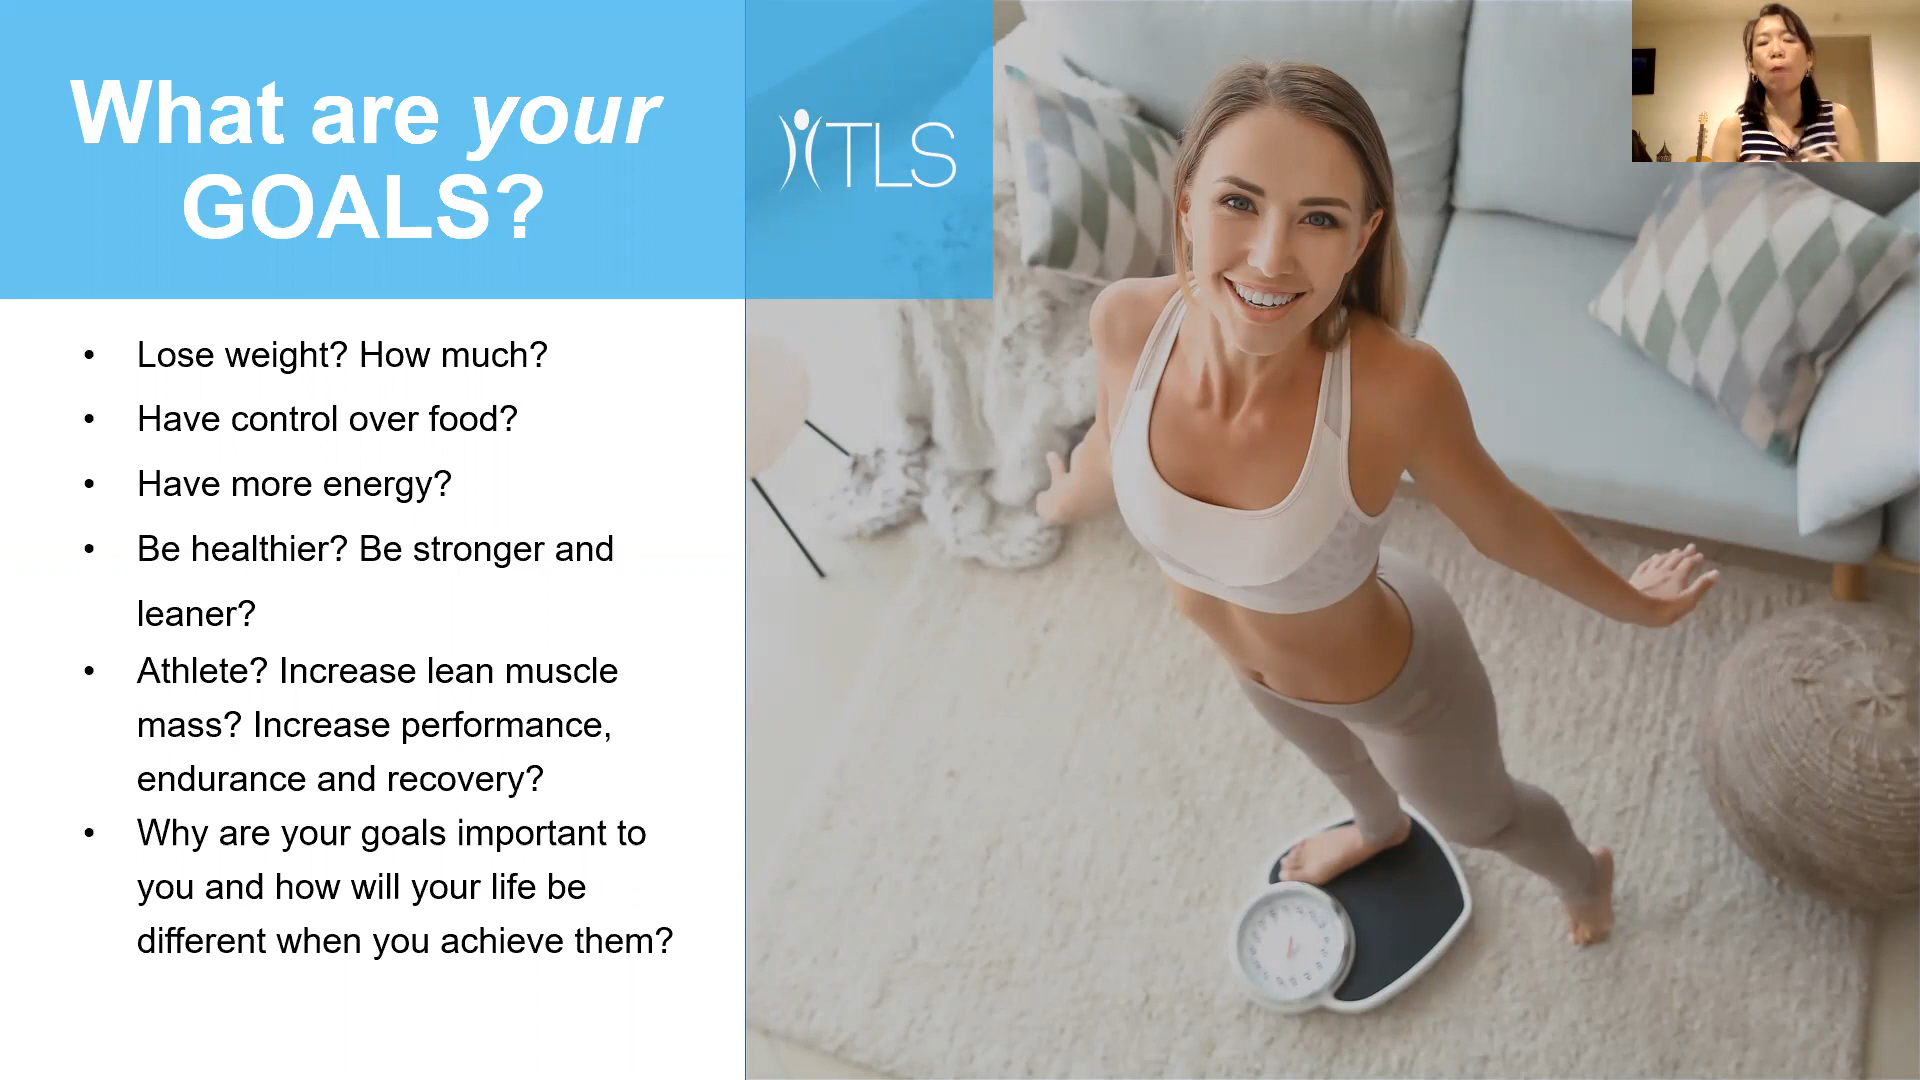 What are your
GOALS?
TLS
• Lose weight? How much?
• Have control over food?
• Have more energy?
• Be healthier? Be stronger and
leaner?
• Athlete? Increase lean muscle
mass? Increase performance,
endurance and recovery?
• Why are your goals important to
you and how will your life be
different when you achieve them?